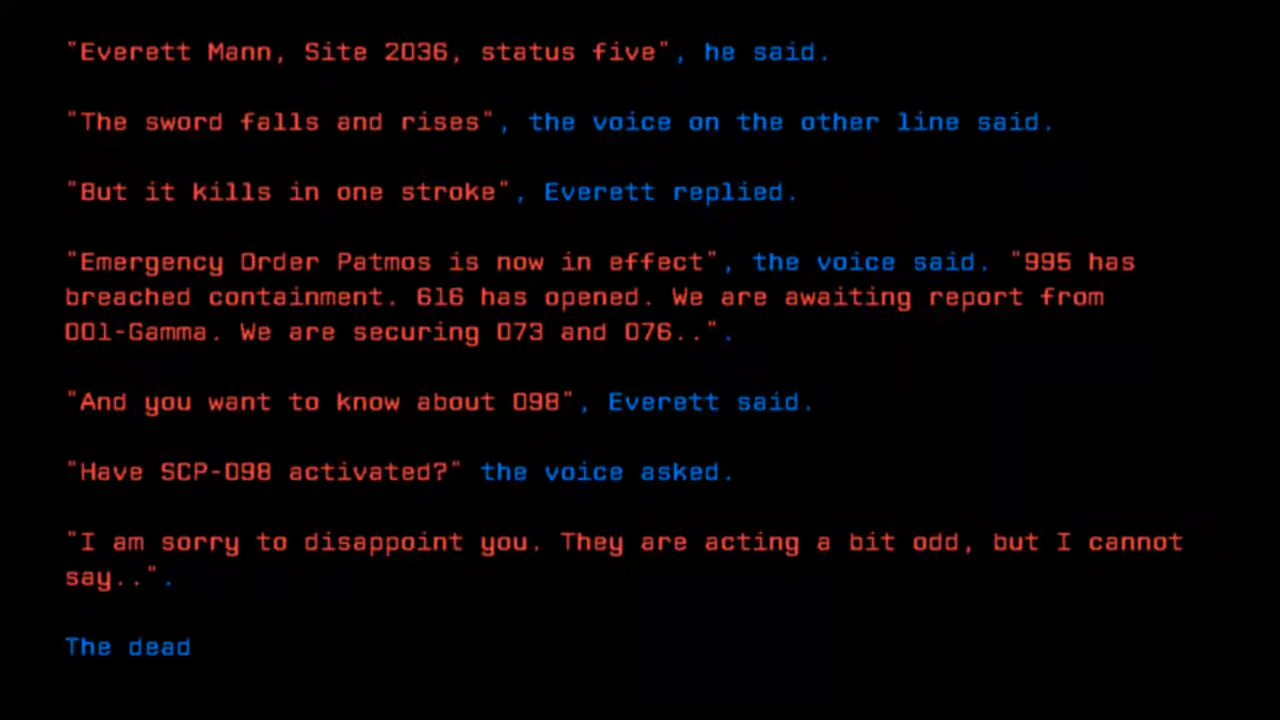 "Everett Mann, Site 2036, status five", he said.
"The sword falls and rises", the voice on the other line said.
"But it kills in one stroke", Everett replied.
"Emergency Order Patmos is now in effect", the voice said. "995 has
breached containment. 616 has opened. We are awaiting report from
001-Gamma. We are securing 073 and 076..".
"And you want to know about 098", Everett said.
"Have SCP-098 activated?" the voice asked.
"I am sorry to disappoint you. They are acting a bit odd, but I cannot
say..".
The dead